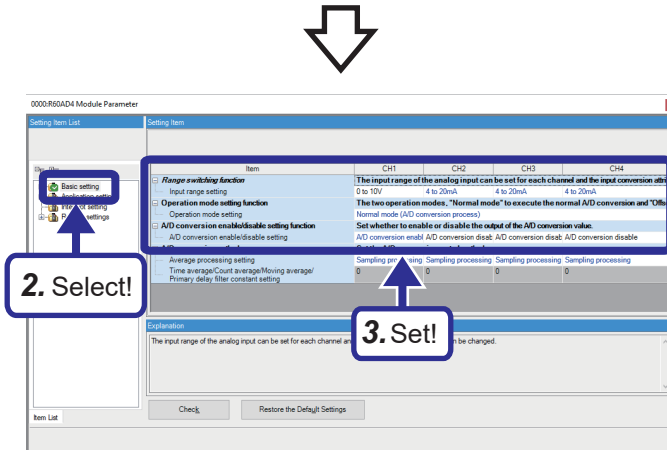 0000:R60AD4 Module Parameter
Setting Item List
Setting Item
Item CH1 CH2 CH3 CH4
Basic setting
Range switching function The input range of the analog input can be set for each channel and the input conversion
Input range setting 0 to 10V 4 to 20mA 4 to 20mA 4 to 20mA
Operation mode setting function The two operation modes, "Normal mode" to execute the normal A/D conversion and
Operation mode setting Normal mode (A/D conversion process)
settings
A/D conversion enable/disable setting function Set whether to enable or disable the output of the A/D conversion value.
A/D conversion enable/disable setting A/D conversion enabl A/D conversion disab A/D conversion disab A/D conversion disable
Average processing setting Sampling processing Sampling processing Sampling processing Sampling processing
Time average/Count average/Moving average/ 0 0 0 0
Primary delay filter constant setting
2. Select!
3. Set!
Explanation
The input range of the analog input can be set for each channel be changed.
Item List
Check
Restore the Default Settings